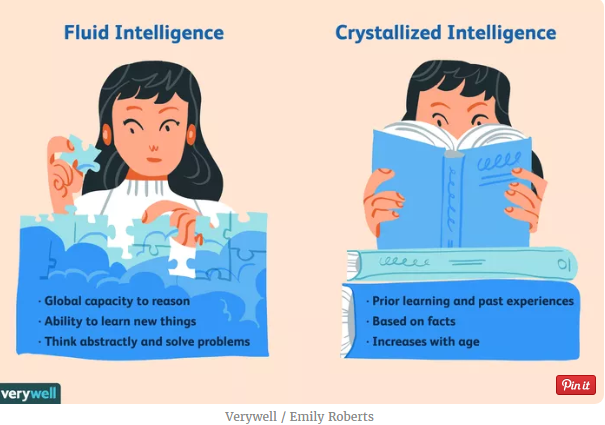 Fluid Intelligence
Crystallized Intelligence
· Global capacity to reason
· Ability to learn new things
· Think abstractly and solve problems
· Prior learning and past experiences
· Based on facts
· Increases with age
verywell
Pin it
Verywell / Emily Roberts